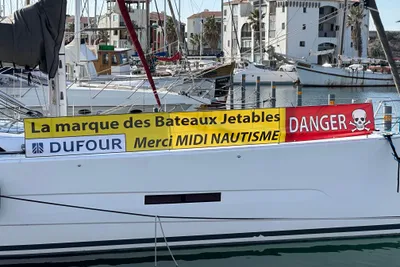 La marque des Bateaux Jetables
DUFOUR Merci MIDI NAUTISME
DANGER